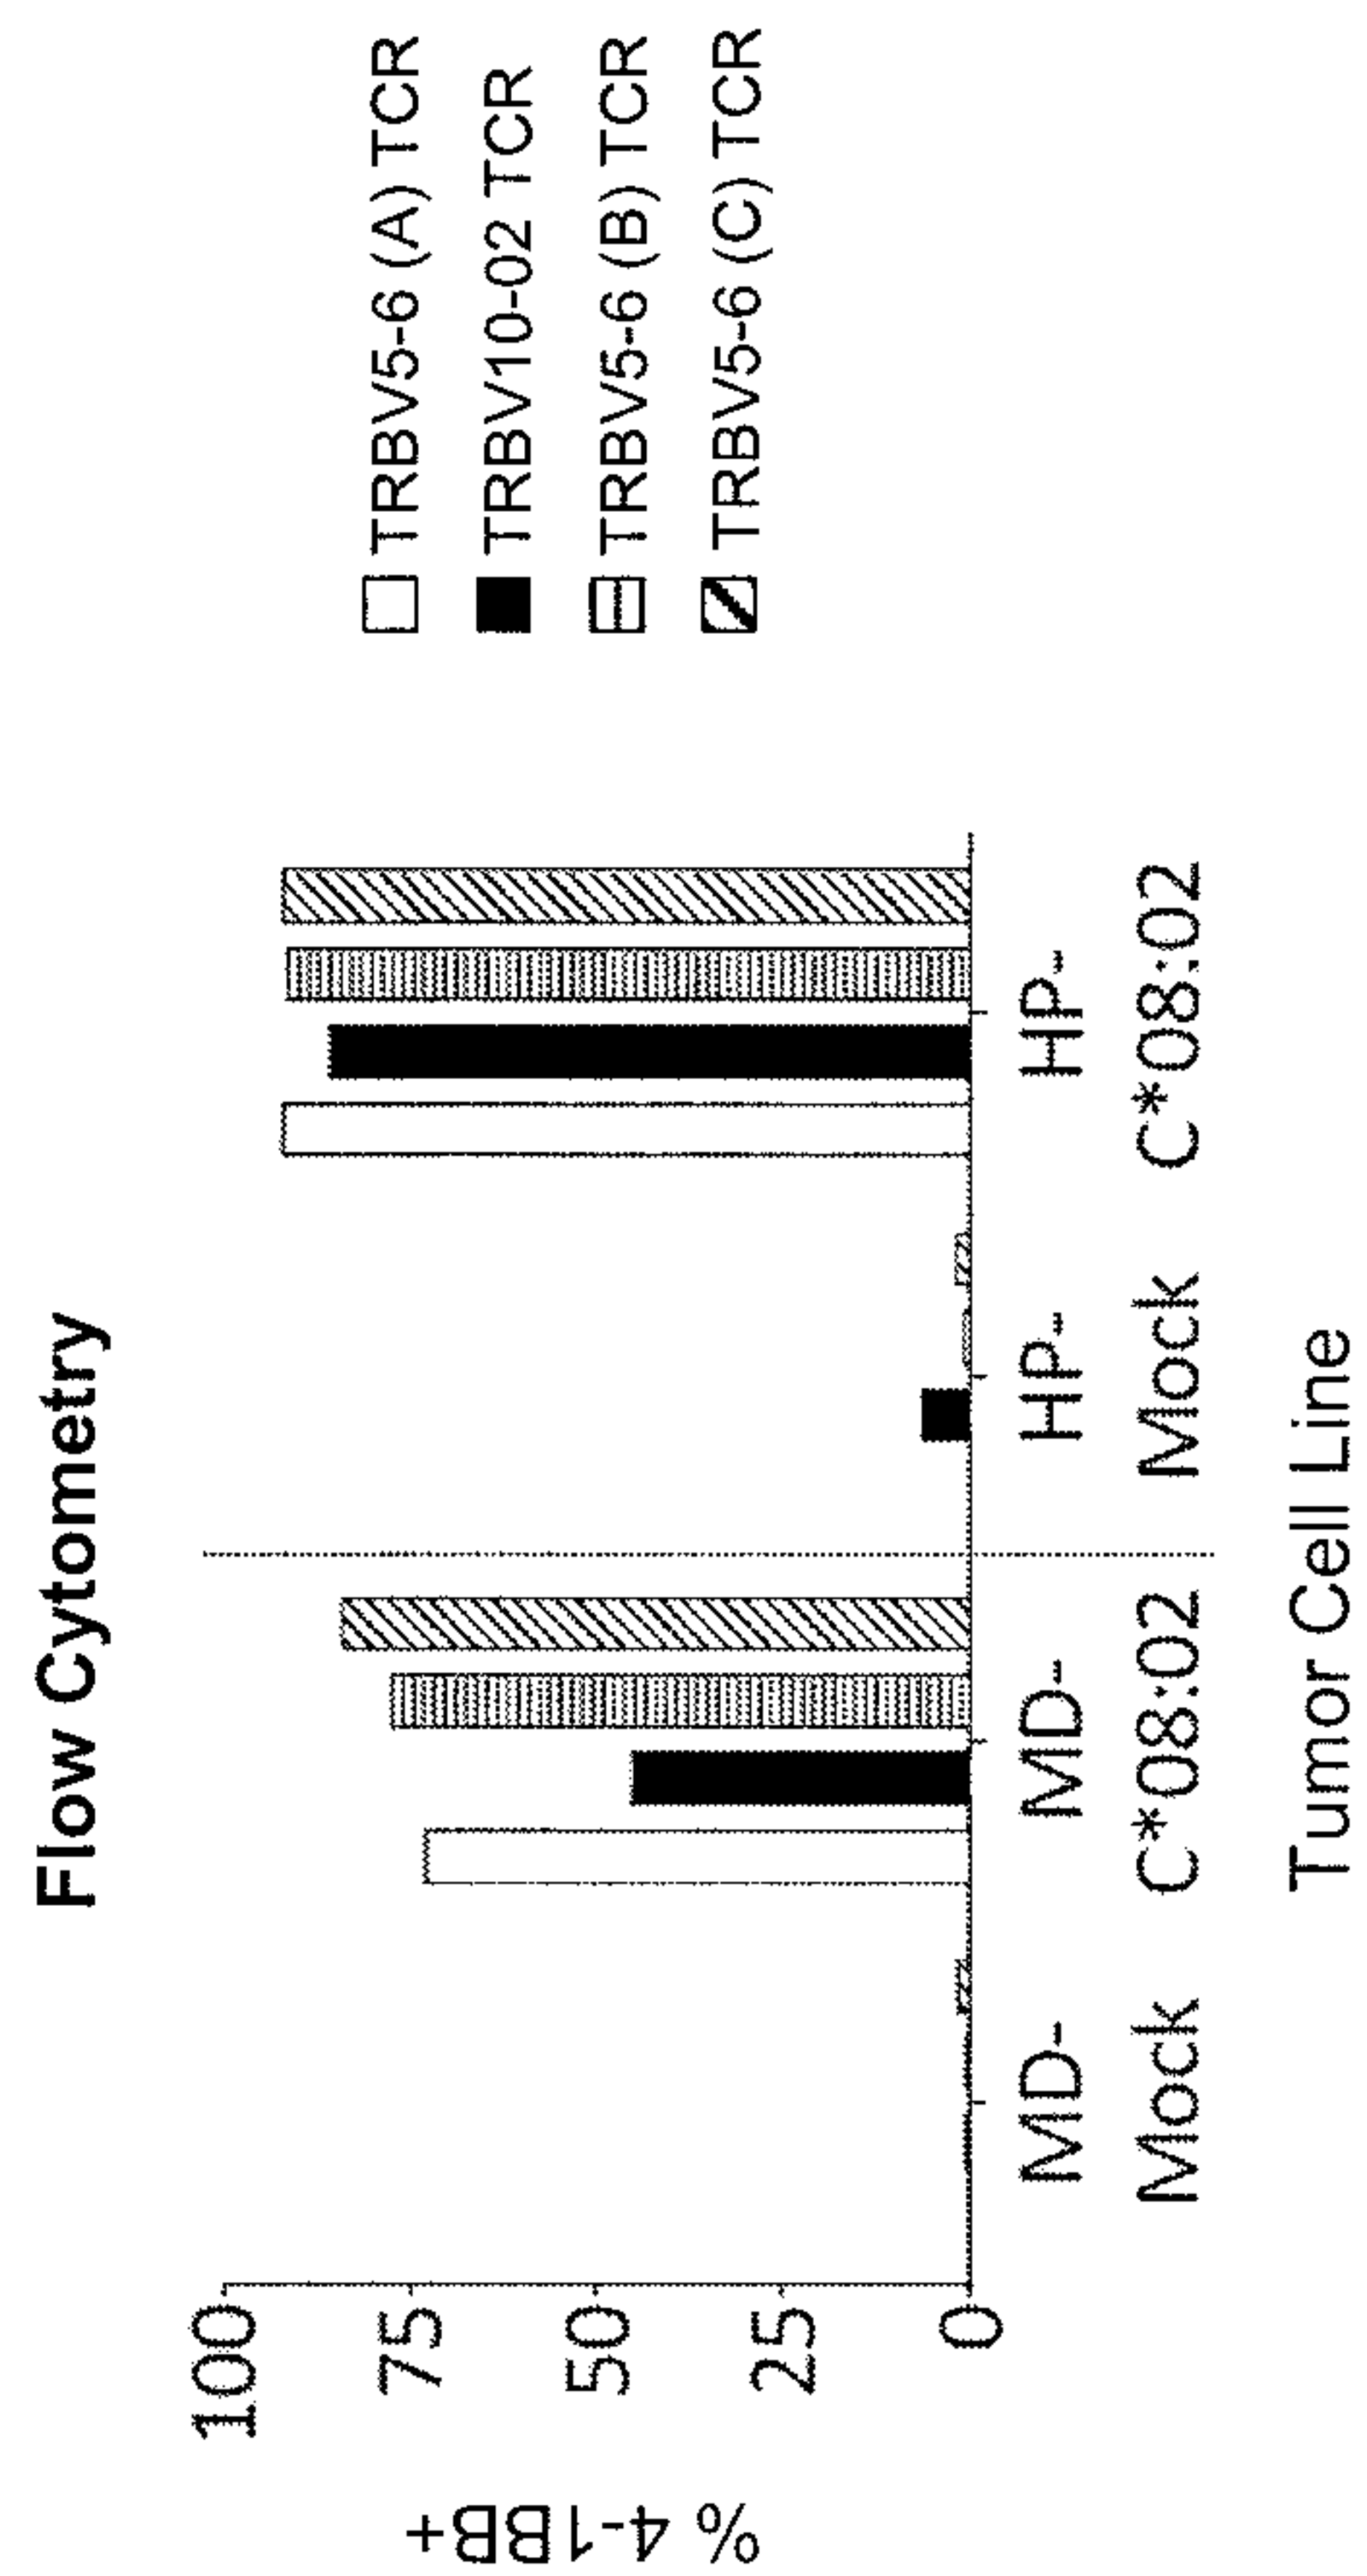 Flow Cytometry
% 4-1BB+
100
75
50
25
0
MD-
Mock
MD-
C*08:02
HP-
Mock
HP-
C*08:02
Tumor Cell Line
TRBV5-6 (A) TCR
TRBV10-02 TCR
TRBV5-6 (B) TCR
TRBV5-6 (C) TCR